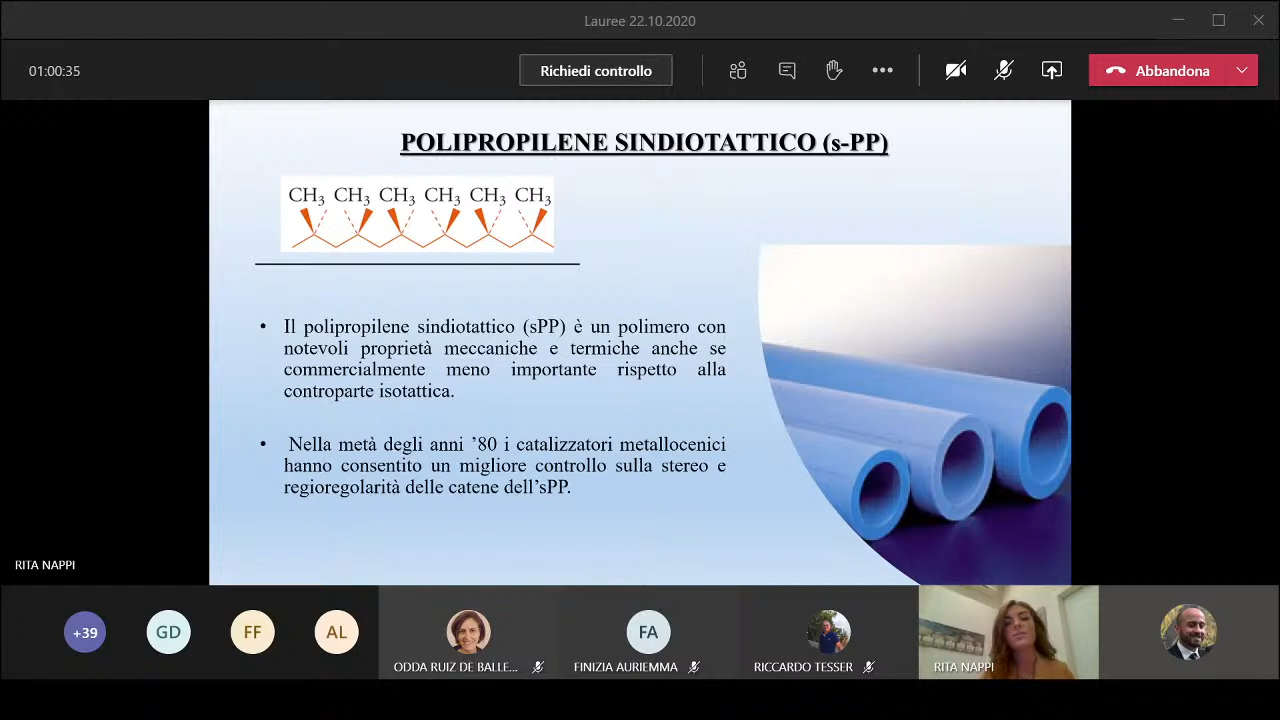 Lauree 22.10.2020
01:00:35
Richiedi controllo
Abbandona
POLIPROPILENE SINDIOTATTICO (s-PP)
CH3 CH3 CH3 CH3 CH3 CH3
• Il polipropilene sindiotattico (sPP) è un polimero con
notevoli proprietà meccaniche e termiche anche se
commercialmente meno importante rispetto alla
controparte isotattica.
• Nella metà degli anni ’80 i catalizzatori metallocenici
hanno consentito un migliore controllo sulla stereo e
regioregolarità delle catene dell’sPP.
RITA NAPPI
+39 GD FF AL FA
ODDA RUIZ DE BALLE... FINIZIA AURIEMMA RICCARDO TESSER RITA NAPPI